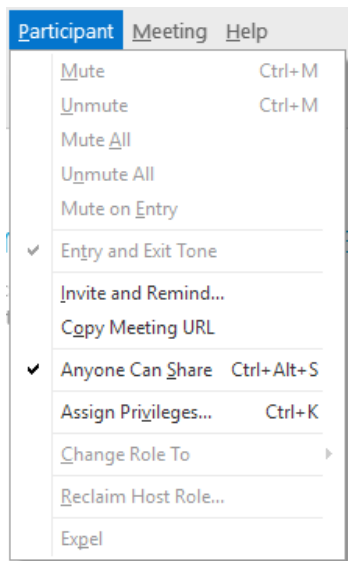 Participant Meeting Help
Mute Ctrl+M
Unmute Ctrl+M
Mute All
Unmute All
Mute on Entry
Entry and Exit Tone
Invite and Remind...
Copy Meeting URL
Anyone Can Share Ctrl+Alt+S
Assign Privileges... Ctrl+K
Change Role To
Reclaim Host Role...
Expel